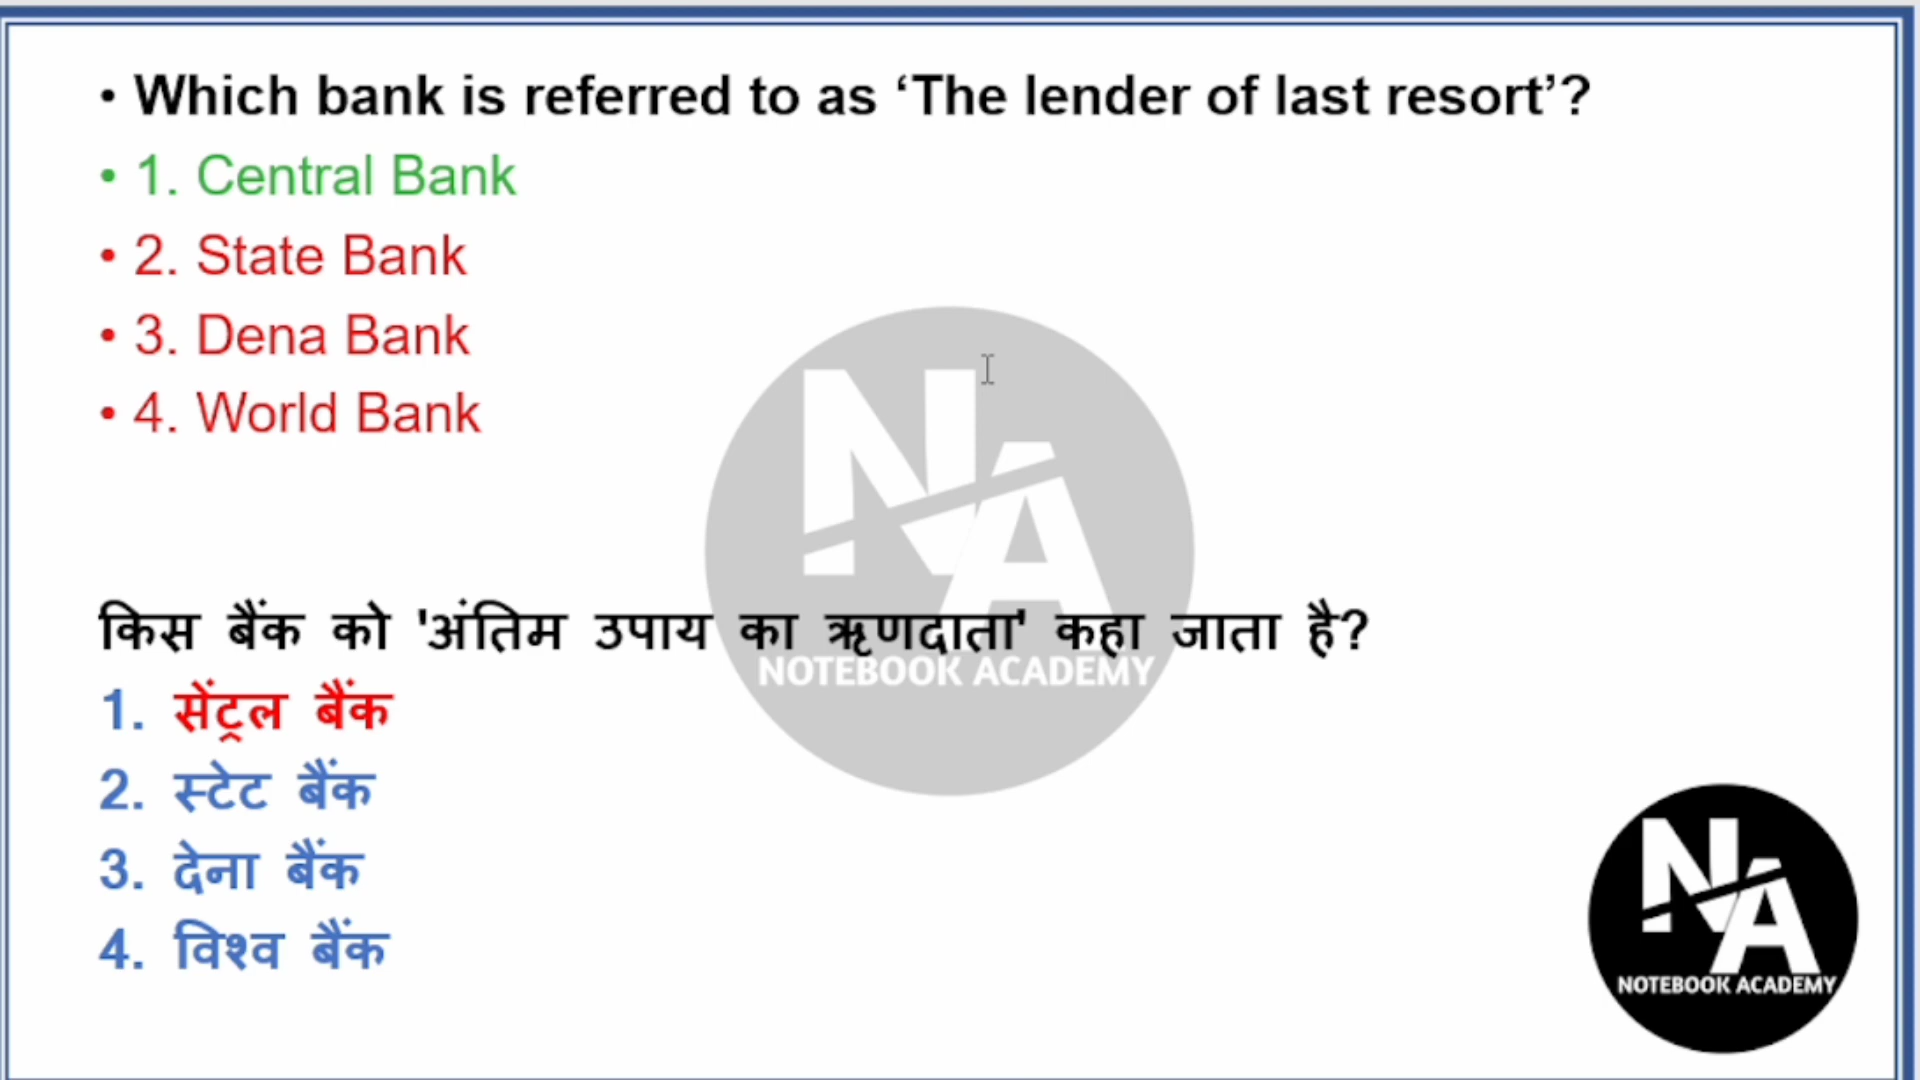 • Which bank is referred to as ‘The lender of last resort’?
• 1. Central Bank
• 2. State Bank
• 3. Dena Bank
• 4. World Bank
किस बैंक को 'अंतिम उपाय का ऋणदाता' कहा जाता है?
NOTEBOOK ACADEMY
1. सेंट्रल बैंक
2. स्टेट बैंक
3. देना बैंक
4. विश्व बैंक
NA
NOTEBOOK ACADEMY